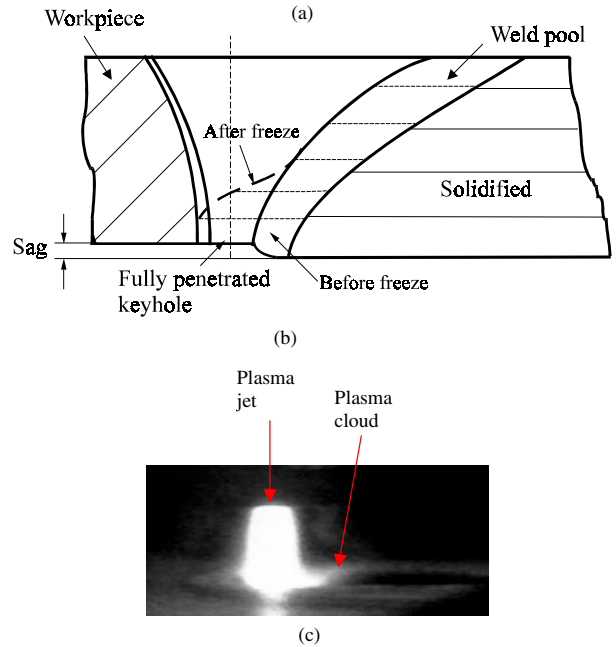 (a)
Workpiece
Weld pool
After freeze
Solidified
Sag
Fully penetrated
keyhole
Before freeze
(b)
Plasma
jet
Plasma
cloud
(c)